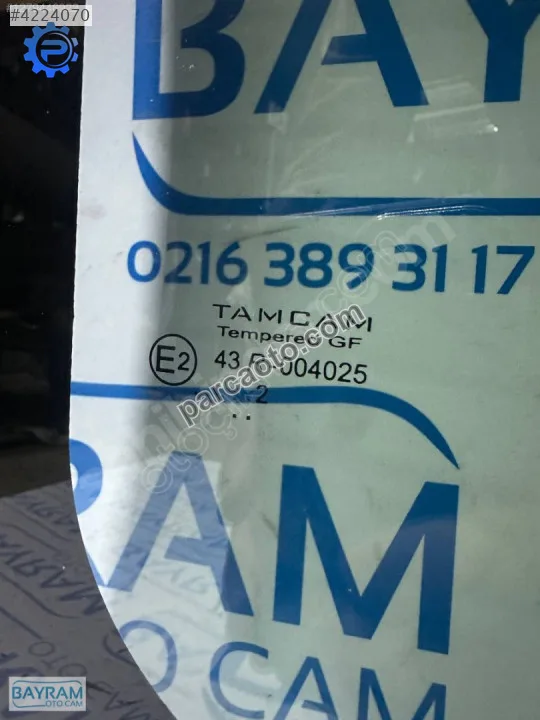 #4224070
BAY
0216 389 31 17
TAMCAM
Tempered GF
E2
43 R-004025
2
. .
parcaoto.com
RAM
OTO CAM
BAYRAM
OTO CAM